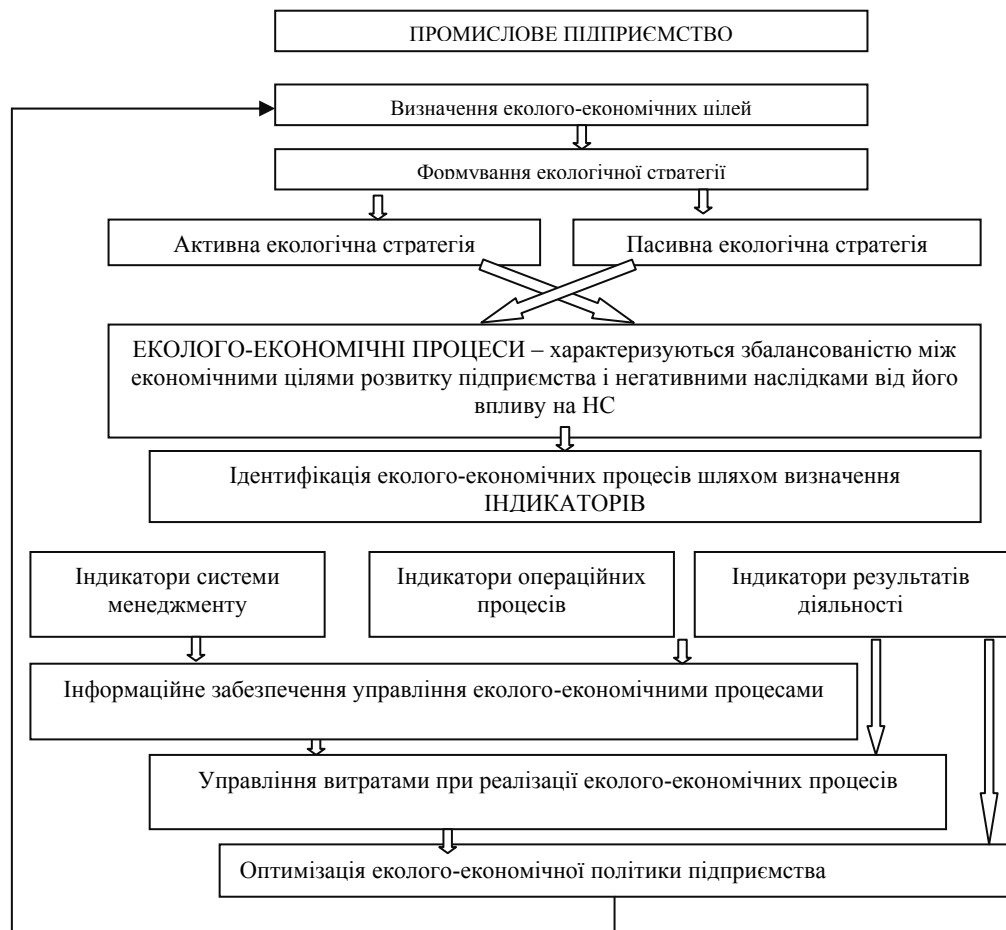 ПРОМИСЛОВЕ ПІДПРИЄМСТВО
Визначення еколого-економічних цілей
Формування екологічної стратегії
Активна екологічна стратегія
Пасивна екологічна стратегія
ЕКОЛОГО-ЕКОНОМІЧНІ ПРОЦЕСИ – характеризуються збалансованістю між
економічними цілями розвитку підприємства і негативними наслідками від його
впливу на НС
Ідентифікація еколого-економічних процесів шляхом визначення
ІНДИКАТОРІВ
Індикатори системи
менеджменту
Індикатори операційних
процесів
Індикатори результатів
діяльності
Інформаційне забезпечення управління еколого-економічними процесами
Управління витратами при реалізації еколого-економічних процесів
Оптимізація еколого-економічної політики підприємства